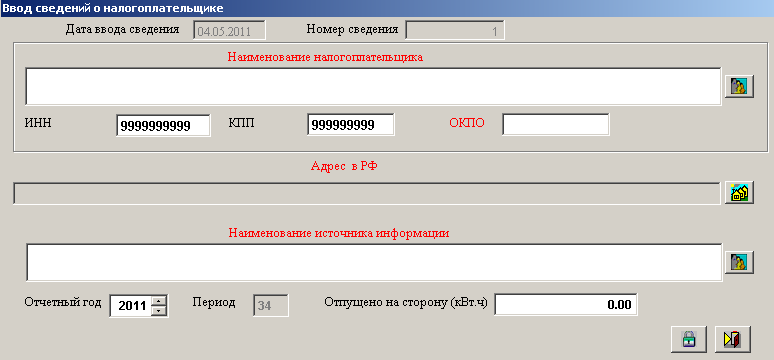 Ввод сведений о налогоплательщике
Дата ввода сведения 04.05.2011 Номер сведения 1
Наименование налогоплательщика
ИНН 9999999999 КПП 999999999 ОКПО
Адрес в РФ
Наименование источника информации
Отчетный год 2011 Период 34 Отпущено на сторону (кВт.ч) 0.00